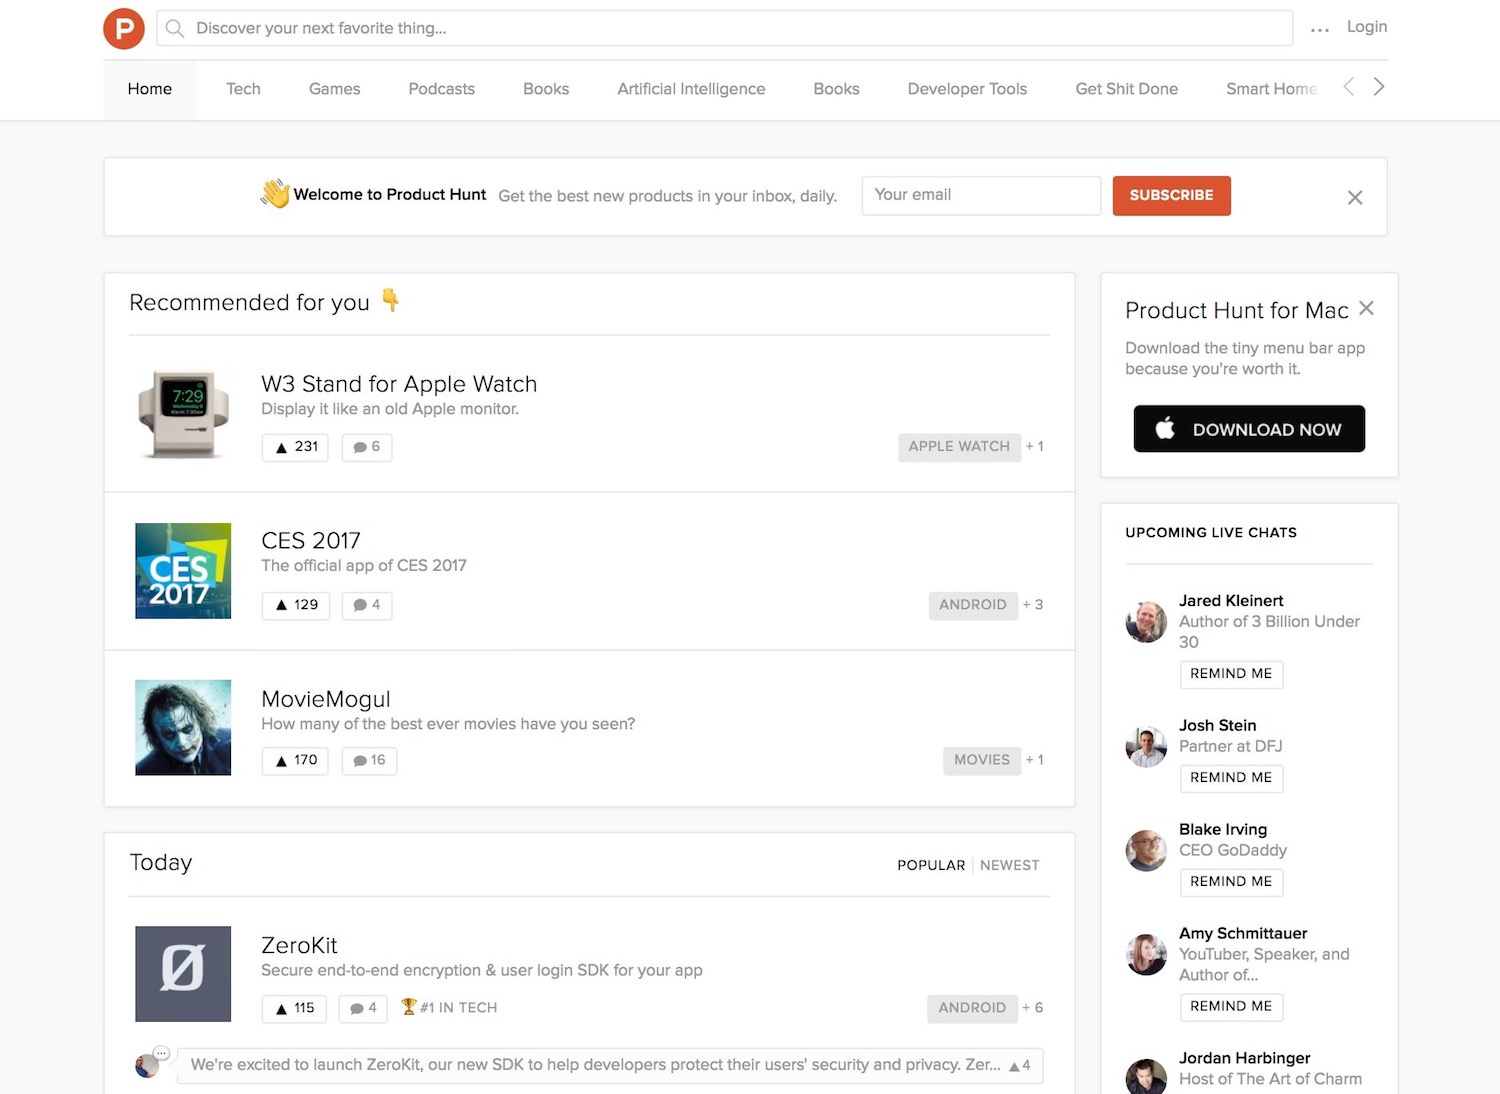 P
Discover your next favorite thing...
... Login
Home Tech Games Podcasts Books Artificial Intelligence Books Developer Tools Get Shit Done Smart Home
Welcome to Product Hunt Get the best new products in your inbox, daily. Your email SUBSCRIBE
Recommended for you
7:29
W3 Stand for Apple Watch
Display it like an old Apple monitor.
▲ 231 6 APPLE WATCH + 1
CES
2017
CES 2017
The official app of CES 2017
▲ 129 4 ANDROID + 3
MovieMogul
How many of the best ever movies have you seen?
▲ 170 16 MOVIES + 1
Today
POPULAR | NEWEST
Ø
ZeroKit
Secure end-to-end encryption & user login SDK for your app
▲ 115 4 #1 IN TECH ANDROID + 6
We're excited to launch ZeroKit, our new SDK to help developers protect their users' security and privacy. Zer... ▲ 4
Product Hunt for Mac
Download the tiny menu bar app
because you're worth it.
DOWNLOAD NOW
UPCOMING LIVE CHATS
Jared Kleinert
Author of 3 Billion Under
30
REMIND ME
Josh Stein
Partner at DFJ
REMIND ME
Blake Irving
CEO GoDaddy
REMIND ME
Amy Schmittauer
YouTuber, Speaker, and
Author of...
REMIND ME
Jordan Harbinger
Host of The Art of Charm